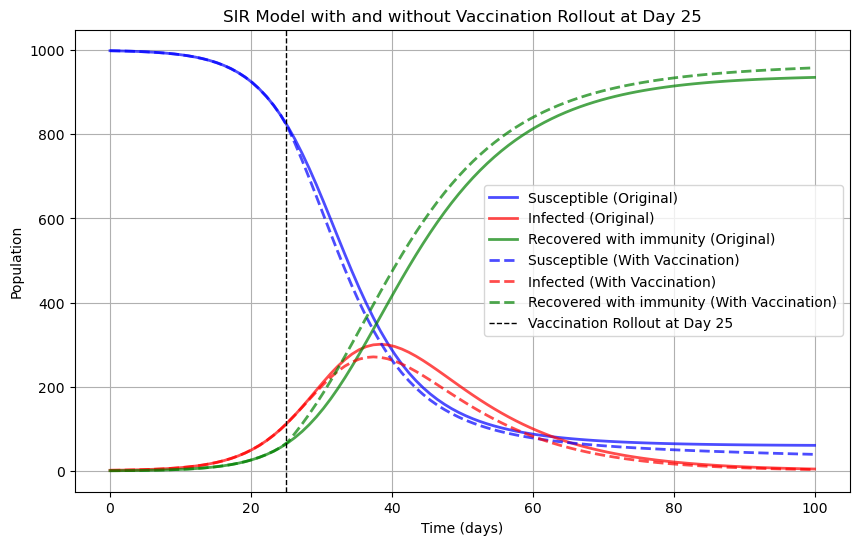 SIR Model with and without Vaccination Rollout at Day 25
Population
1000
800
600
400
200
0
Susceptible (Original)
Infected (Original)
Recovered with immunity (Original)
Susceptible (With Vaccination)
Infected (With Vaccination)
Recovered with immunity (With Vaccination)
Vaccination Rollout at Day 25
0 20 40 60 80 100
Time (days)